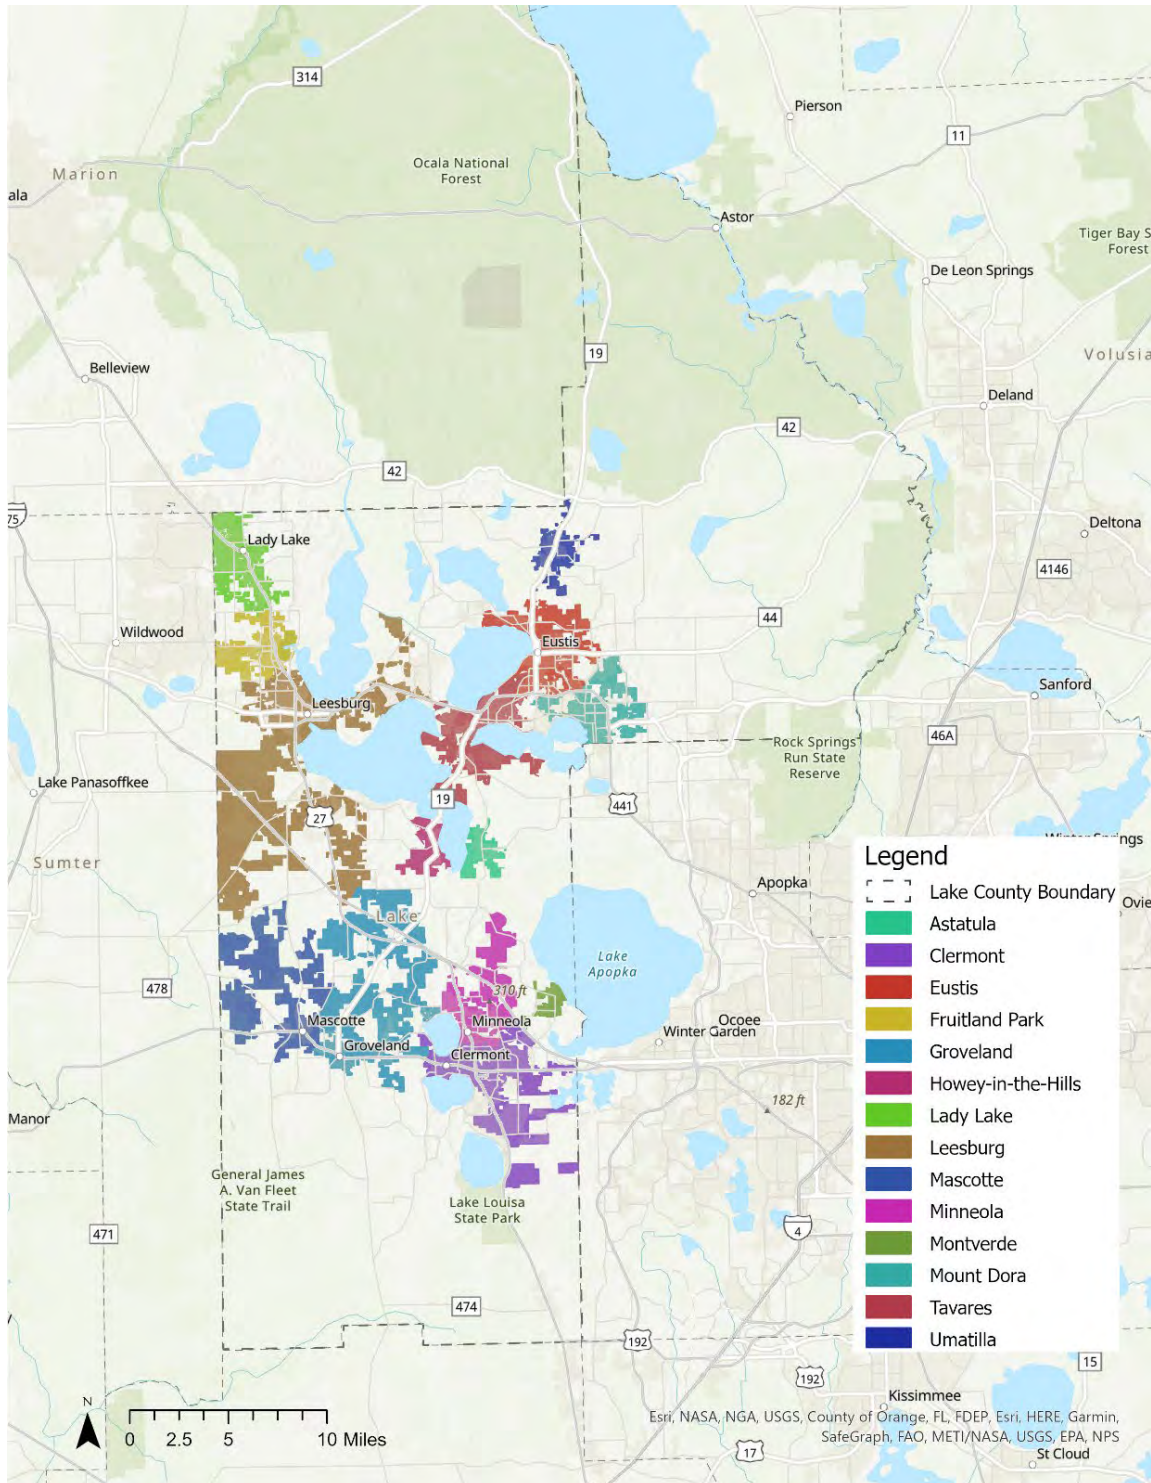 314
Pierson
11
Ocala National
Forest
Marion
ala
Astor
Tiger Bay S
Forest
De Leon Springs
19
Volusia
Belleview
Deland
42
42
75
Lady Lake
Deltona
4146
Wildwood
44
Eustis
Sanford
Leesburg
46A
Rock Springs
Run State
Reserve
Lake Panasoffkee
19
441
27
Winter Springs
Sumter
Apopka
Ovie
Lake
Lake
Apopka
478
310 ft
Mascotte
Minneola
Ocoee
Winter Garden
Groveland
Clermont
182 ft
Manor
General James
A. Van Fleet
State Trail
Lake Louisa
State Park
471
4
474
192
192
15
Kissimmee
17
St Cloud
Legend
Lake County Boundary
Astatula
Clermont
Eustis
Fruitland Park
Groveland
Howey-in-the-Hills
Lady Lake
Leesburg
Mascotte
Minneola
Montverde
Mount Dora
Tavares
Umatilla
N
0 2.5 5 10 Miles
Esri, NASA, NGA, USGS, County of Orange, FL, FDEP, Esri, HERE, Garmin,
SafeGraph, FAO, METI/NASA, USGS, EPA, NPS